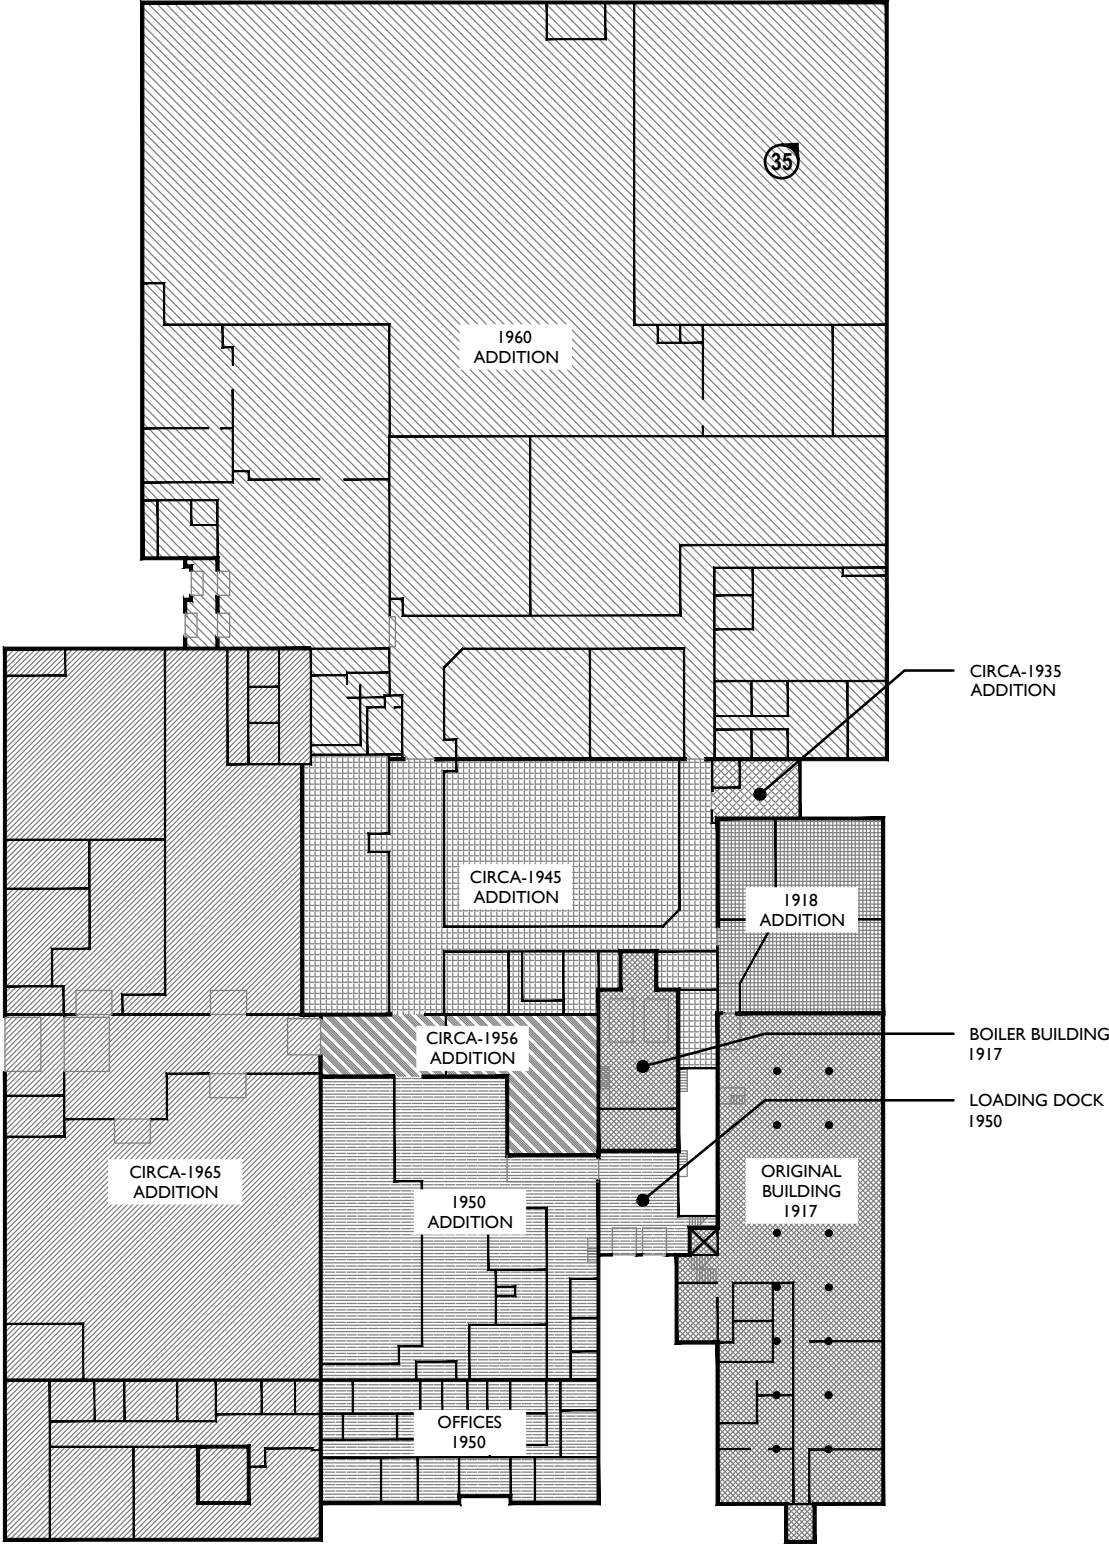 35
1960
ADDITION
CIRCA-1935
ADDITION
CIRCA-1945
ADDITION
1918
ADDITION
CIRCA-1956
ADDITION
BOILER BUILDING
1917
LOADING DOCK
1950
CIRCA-1965
ADDITION
1950
ADDITION
ORIGINAL
BUILDING
1917
OFFICES
1950